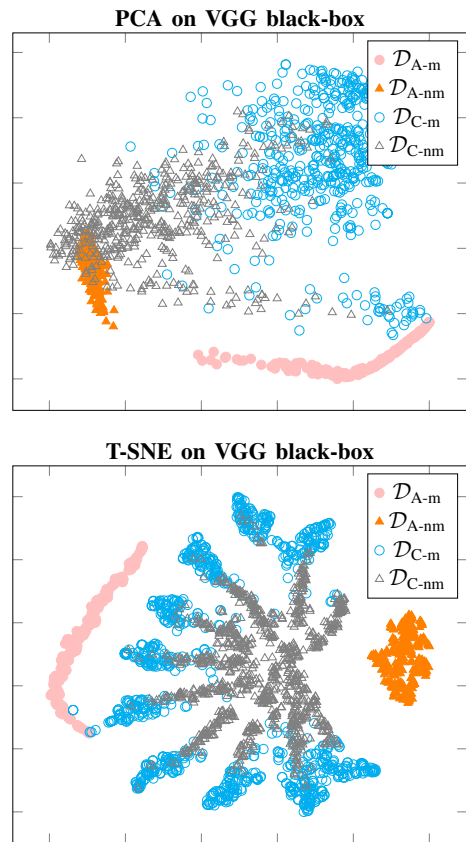 PCA on VGG black-box
𝒟A-m
𝒟A-nm
𝒟C-m
𝒟C-nm
T-SNE on VGG black-box
𝒟A-m
𝒟A-nm
𝒟C-m
𝒟C-nm